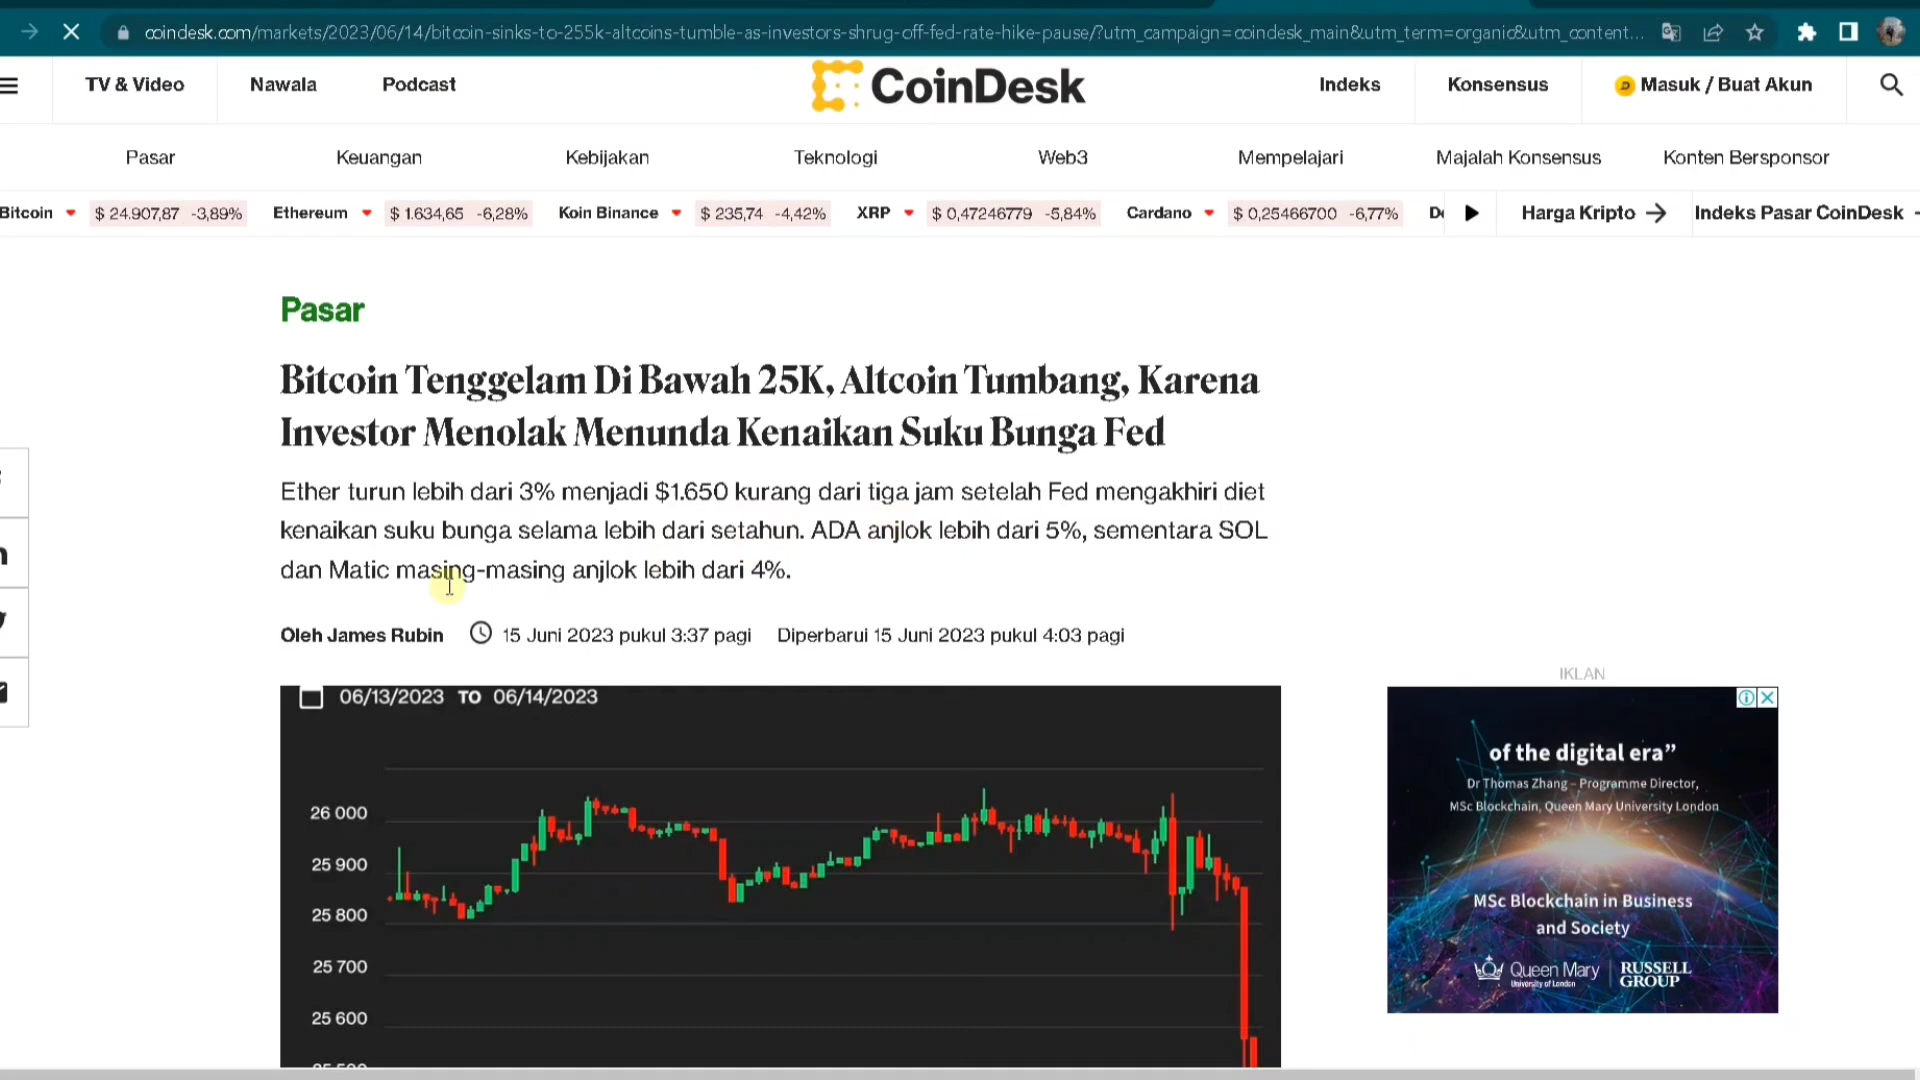 coindesk.com/markets/2023/06/14/bitcoin-sinks-to-255k-altcoins-tumble-as-investors-shrug-off-fed-rate-hike-pause/?utm_campaign=coindesk_main&utm_term=organic&utm_content...
TV & Video Nawala Podcast CoinDesk Indeks Konsensus Masuk / Buat Akun
Pasar Keuangan Kebijakan Teknologi Web3 Mempelajari Majalah Konsensus Konten Bersponsor
Bitcoin $ 24.907,87 -3,89% Ethereum $ 1.634,65 -6,28% Koin Binance $ 235,74 -4,42% XRP $ 0,47246779 -5,84% Cardano $ 0,25466700 -6,77% Harga Kripto → Indeks Pasar CoinDesk
Pasar
Bitcoin Tenggelam Di Bawah 25K, Altcoin Tumbang, Karena
Investor Menolak Menunda Kenaikan Suku Bunga Fed
Ether turun lebih dari 3% menjadi $1.650 kurang dari tiga jam setelah Fed mengakhiri diet
kenaikan suku bunga selama lebih dari setahun. ADA anjlok lebih dari 5%, sementara SOL
dan Matic masing-masing anjlok lebih dari 4%.
Oleh James Rubin 15 Juni 2023 pukul 3:37 pagi Diperbarui 15 Juni 2023 pukul 4:03 pagi
06/13/2023 TO 06/14/2023
26 000
25 900
25 800
25 700
25 600
IKLAN
of the digital era”
Dr Thomas Zhang – Programme Director,
MSc Blockchain, Queen Mary University London
MSc Blockchain in Business
and Society
Queen Mary
University of London
RUSSELL
GROUP